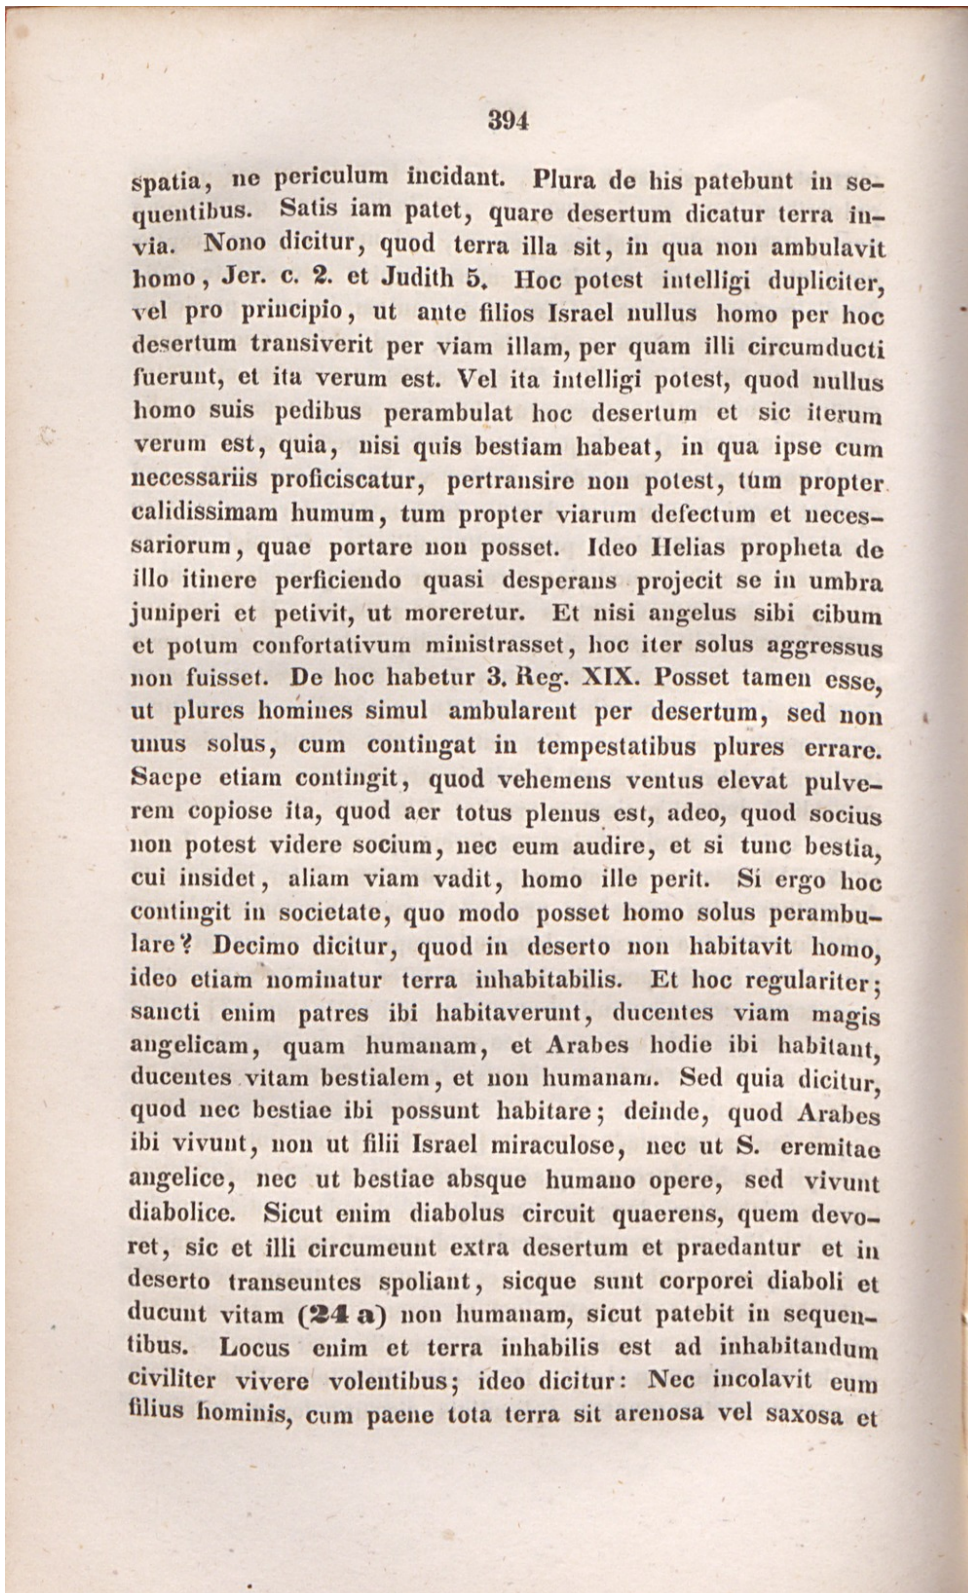 394
spatia, ne periculum incidant. Plura de his patebunt in se-
quentibus. Satis iam patet, quare desertum dicatur terra in-
via. Nono dicitur, quod terra illa sit, in qua non ambulavit
homo, Jer. c. 2. et Judith 5. Hoc potest intelligi dupliciter,
vel pro principio, ut ante filios Israel nullus homo per hoc
desertum transiverit per viam illam, per quam illi circumducti
fuerunt, et ita verum est. Vel ita intelligi potest, quod nullus
homo suis pedibus perambulat hoc desertum et sic iterum
verum est, quia, nisi quis bestiam habeat, in qua ipse cum
necessariis proficiscatur, pertransire non potest, tum propter
calidissimam humum, tum propter viarum defectum et neces-
sariorum, quae portare non posset. Ideo Helias propheta de
illo itinere perficiendo quasi desperans projecit se in umbra
juniperi et petivit, ut moreretur. Et nisi angelus sibi cibum
et potum confortativum ministrasset, hoc iter solus aggressus
non fuisset. De hoc habetur 3. Reg. XIX. Posset tamen esse,
ut plures homines simul ambularent per desertum, sed non
unus solus, cum contingat in tempestatibus plures errare.
Saepe etiam contingit, quod vehemens ventus elevat pulve-
rem copiose ita, quod aer totus plenus est, adeo, quod socius
non potest videre socium, nec eum audire, et si tunc bestia,
cui insidet, aliam viam vadit, homo ille perit. Si ergo hoc
contingit in societate, quo modo posset homo solus perambu-
lare? Decimo dicitur, quod in deserto non habitavit homo,
ideo etiam nominatur terra inhabitabilis. Et hoc regulariter;
sancti enim patres ibi habitaverunt, ducentes viam magis
angelicam, quam humanam, et Arabes hodie ibi habitant,
ducentes vitam bestialem, et non humanam. Sed quia dicitur,
quod nec bestiae ibi possunt habitare; deinde, quod Arabes
ibi vivunt, non ut filii Israel miraculose, nec ut S. eremitae
angelice, nec ut bestiae absque humano opere, sed vivunt
diabolice. Sicut enim diabolus circuit quaerens, quem devo-
ret, sic et illi circumeunt extra desertum et praedantur et in
deserto transeuntes spoliant, sicque sunt corporei diaboli et
ducunt vitam (24 a) non humanam, sicut patebit in sequen-
tibus. Locus enim et terra inhabilis est ad inhabitandum
civiliter vivere volentibus; ideo dicitur: Nec incolavit eum
filius hominis, cum paene tota terra sit arenosa vel saxosa et